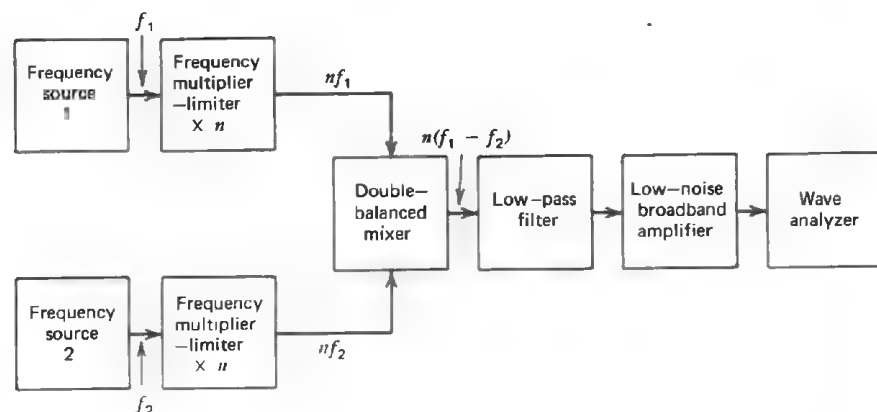 f₁
Frequency
source
1
Frequency
multiplier
–limiter
× n
nf₁
n(f₁ – f₂)
Double–
balanced
mixer
Low–pass
filter
Low–noise
broadband
amplifier
Wave
analyzer
Frequency
source
2
Frequency
multiplier
–limiter
× n
nf₂
f₂